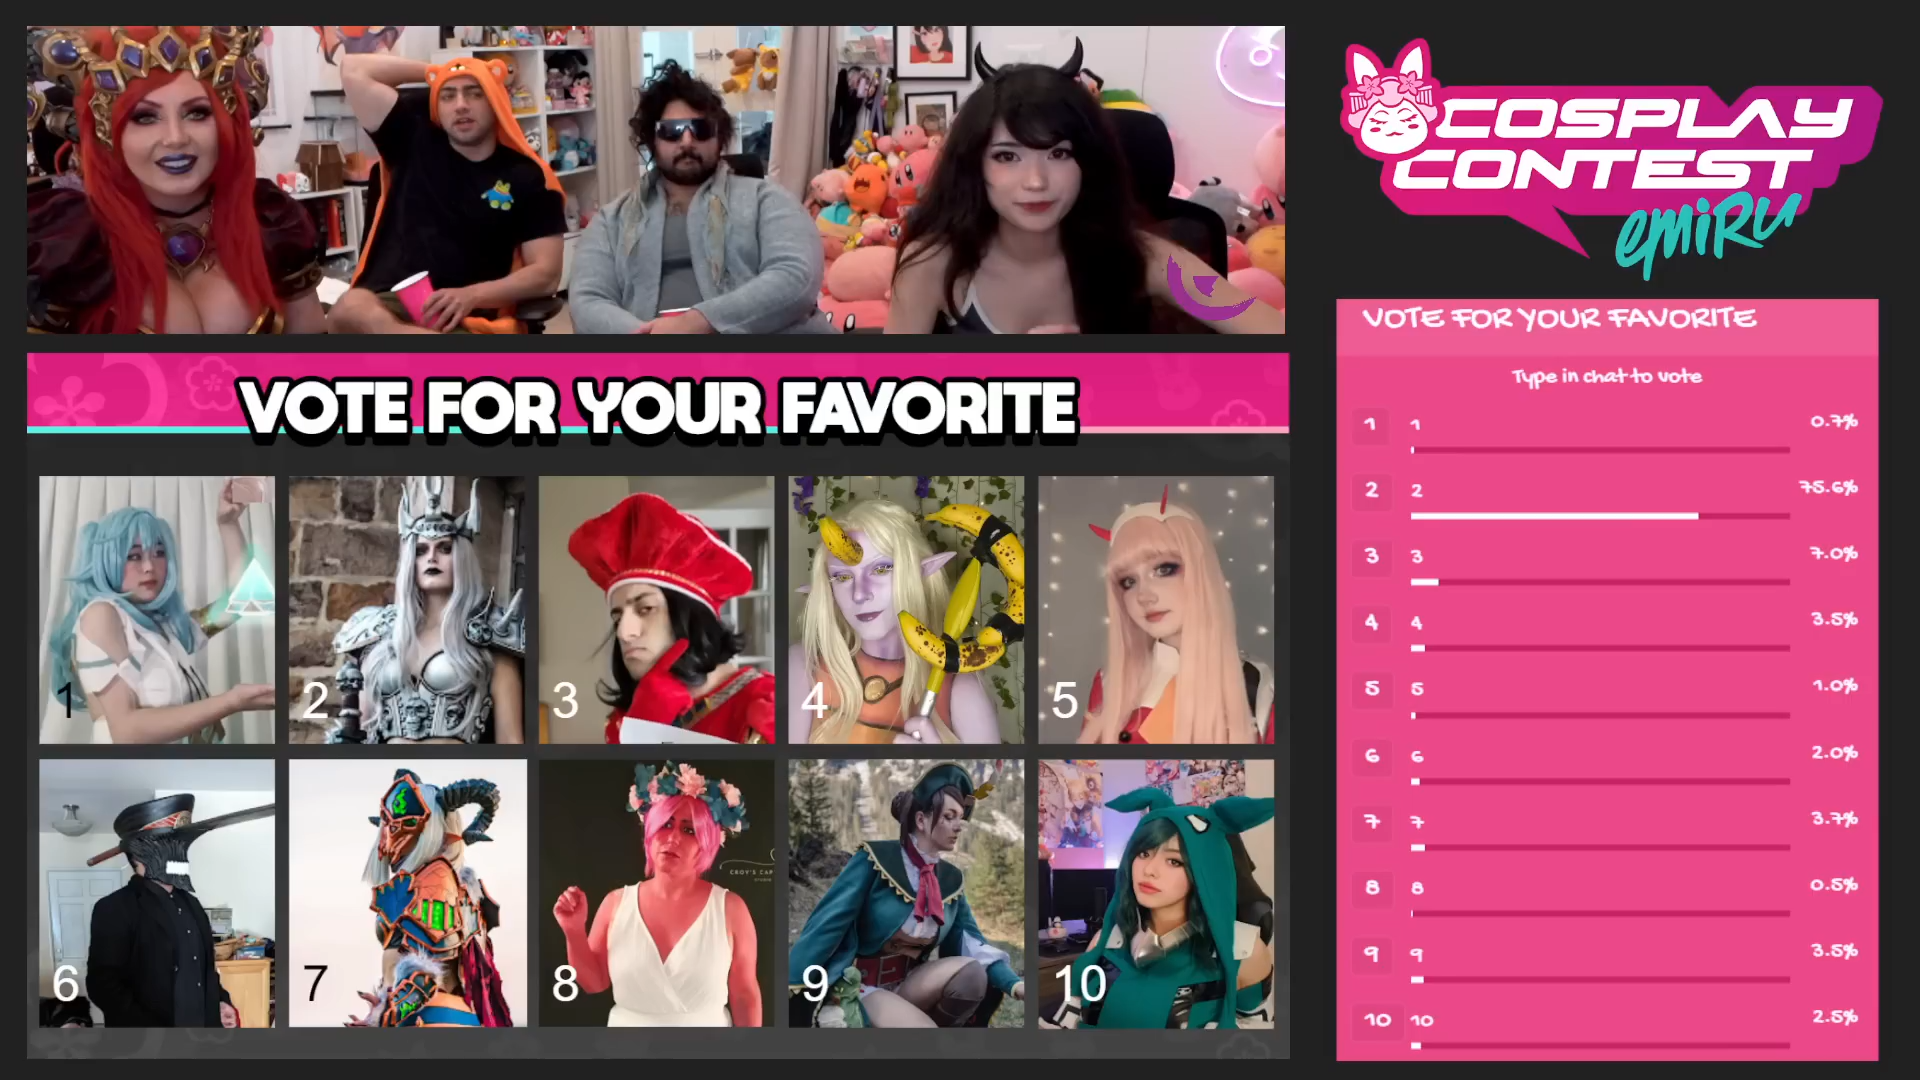 COSPLAY
CONTEST
emiru
VOTE FOR YOUR FAVORITE
1
2
3
4
5
6
7
8
9
10
VOTE FOR YOUR FAVORITE
Type in chat to vote
1 1 0.7%
2 2 75.6%
3 3 7.0%
4 4 3.5%
5 5 1.0%
6 6 2.0%
7 7 3.7%
8 8 0.5%
9 9 3.5%
10 10 2.5%